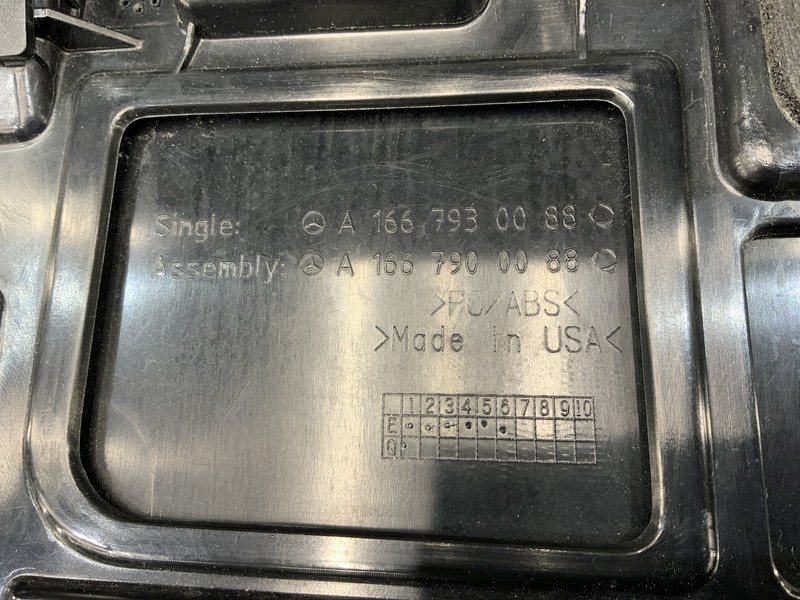 Single: A 166 793 00 88
Assembly: A 166 790 00 88
>PC/ABS<
>Made in USA<
1 2 3 4 5 6 7 8 9 10
E
Q